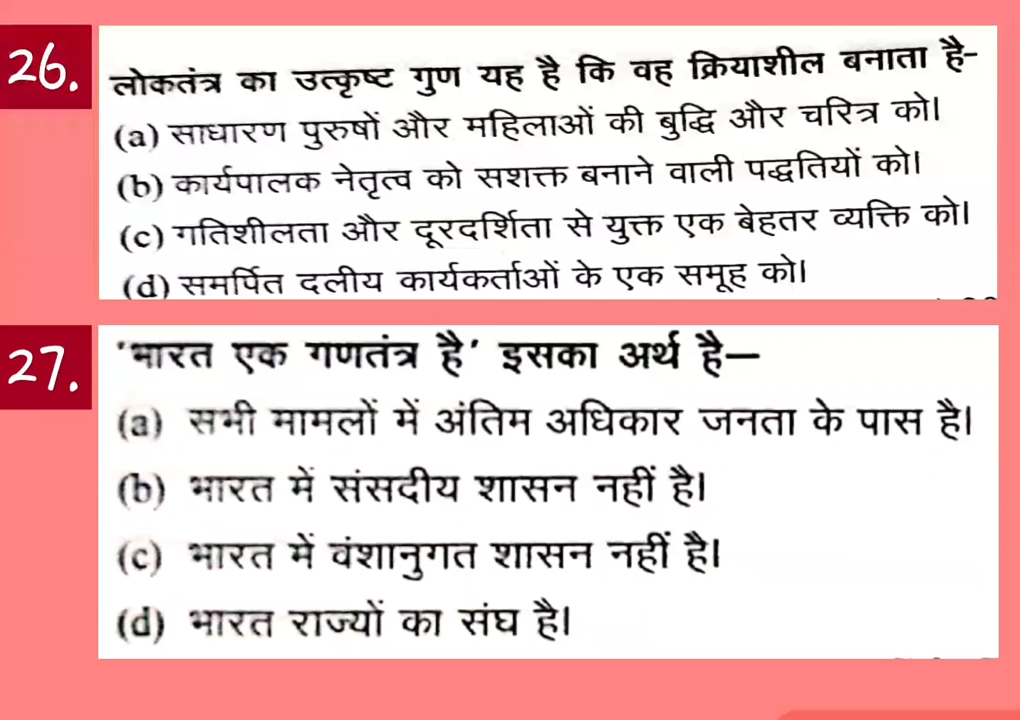 26.
लोकतंत्र का उत्कृष्ट गुण यह है कि वह क्रियाशील बनाता है-
(a) साधारण पुरुषों और महिलाओं की बुद्धि और चरित्र को।
(b) कार्यपालक नेतृत्व को सशक्त बनाने वाली पद्धतियों को।
(c) गतिशीलता और दूरदर्शिता से युक्त एक बेहतर व्यक्ति को।
(d) समर्पित दलीय कार्यकर्ताओं के एक समूह को।
27.
'भारत एक गणतंत्र है' इसका अर्थ है—
(a) सभी मामलों में अंतिम अधिकार जनता के पास है।
(b) भारत में संसदीय शासन नहीं है।
(c) भारत में वंशानुगत शासन नहीं है।
(d) भारत राज्यों का संघ है।